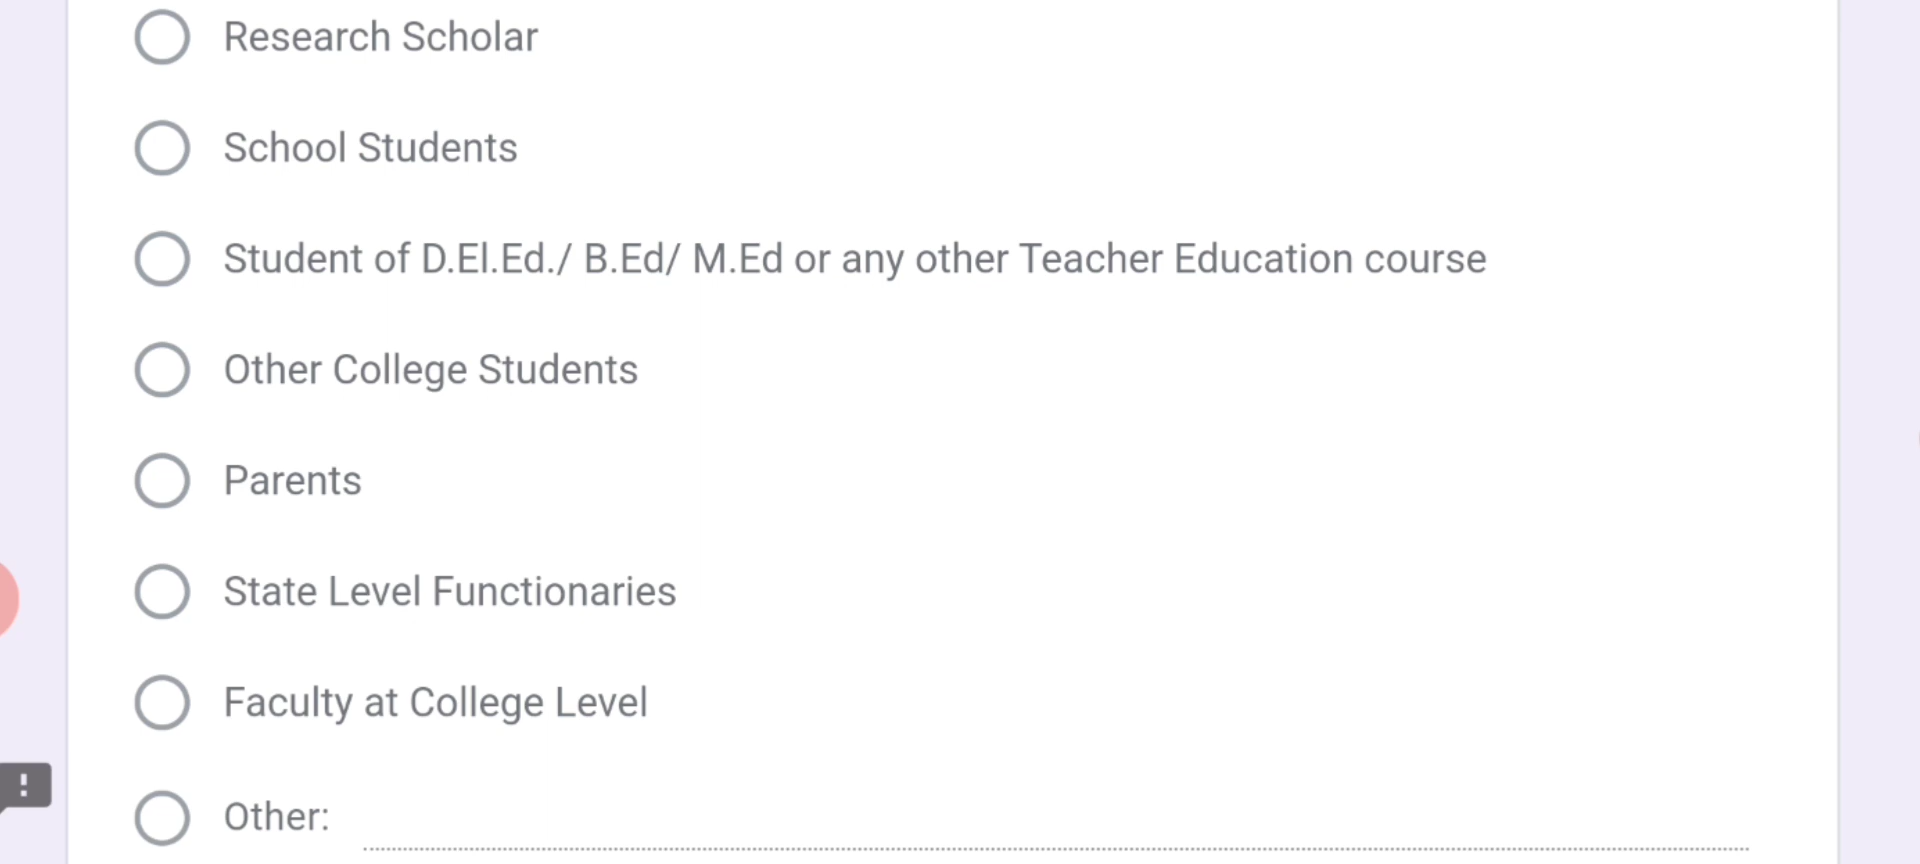 Research Scholar
School Students
Student of D.El.Ed./ B.Ed/ M.Ed or any other Teacher Education course
Other College Students
Parents
State Level Functionaries
Faculty at College Level
Other:
!